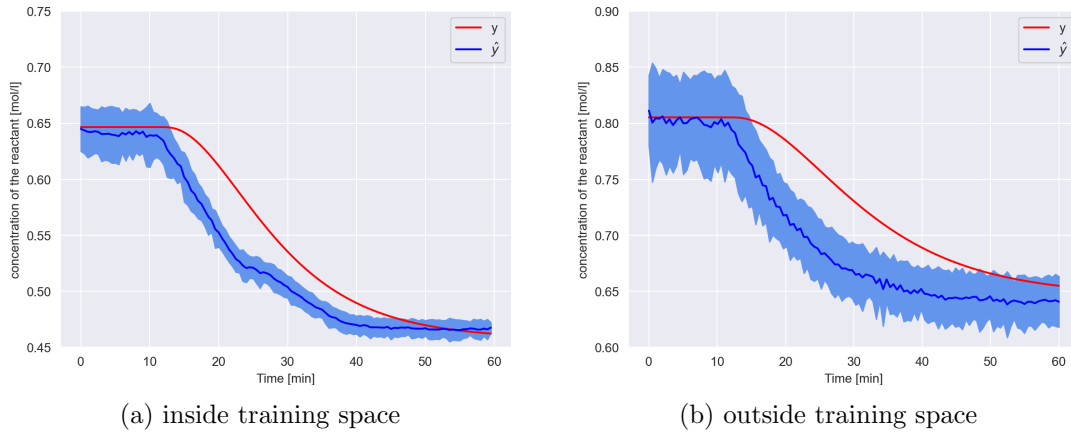 0.75
0.70
0.65
0.60
0.55
0.50
0.45
0 10 20 30 40 50 60
concentration of the reactant [mol/l]
Time [min]
y
ŷ
(a) inside training space
0.90
0.85
0.80
0.75
0.70
0.65
0.60
0 10 20 30 40 50 60
concentration of the reactant [mol/l]
Time [min]
y
ŷ
(b) outside training space